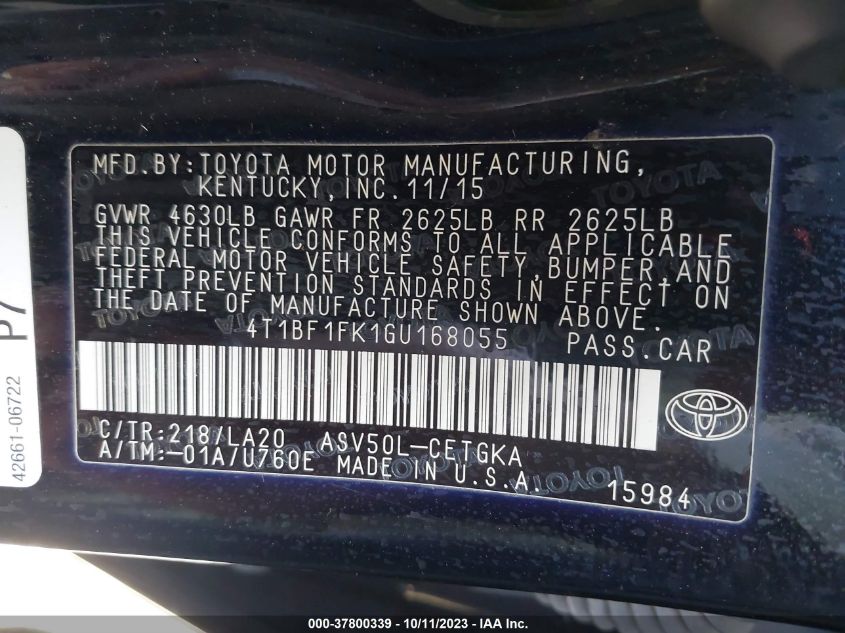 MFD.BY:TOYOTA MOTOR MANUFACTURING,
KENTUCKY,INC.11/15
GVWR 4630LB GAWR FR 2625LB RR 2625LB
THIS VEHICLE CONFORMS TO ALL APPLICABLE
FEDERAL MOTOR VEHICLE SAFETY,BUMPER,AND
THEFT PREVENTION STANDARDS IN EFFECT ON
THE DATE OF MANUFACTURE SHOWN ABOVE.
4T1BF1FK1GU168055 PASS.CAR
C/TR:218/LA20 ASV50L-CETGKA
A/TM:-01A/U760E MADE IN U.S.A.
15984
P7
42661-06722
000-37800339 - 10/11/2023 - IAA Inc.